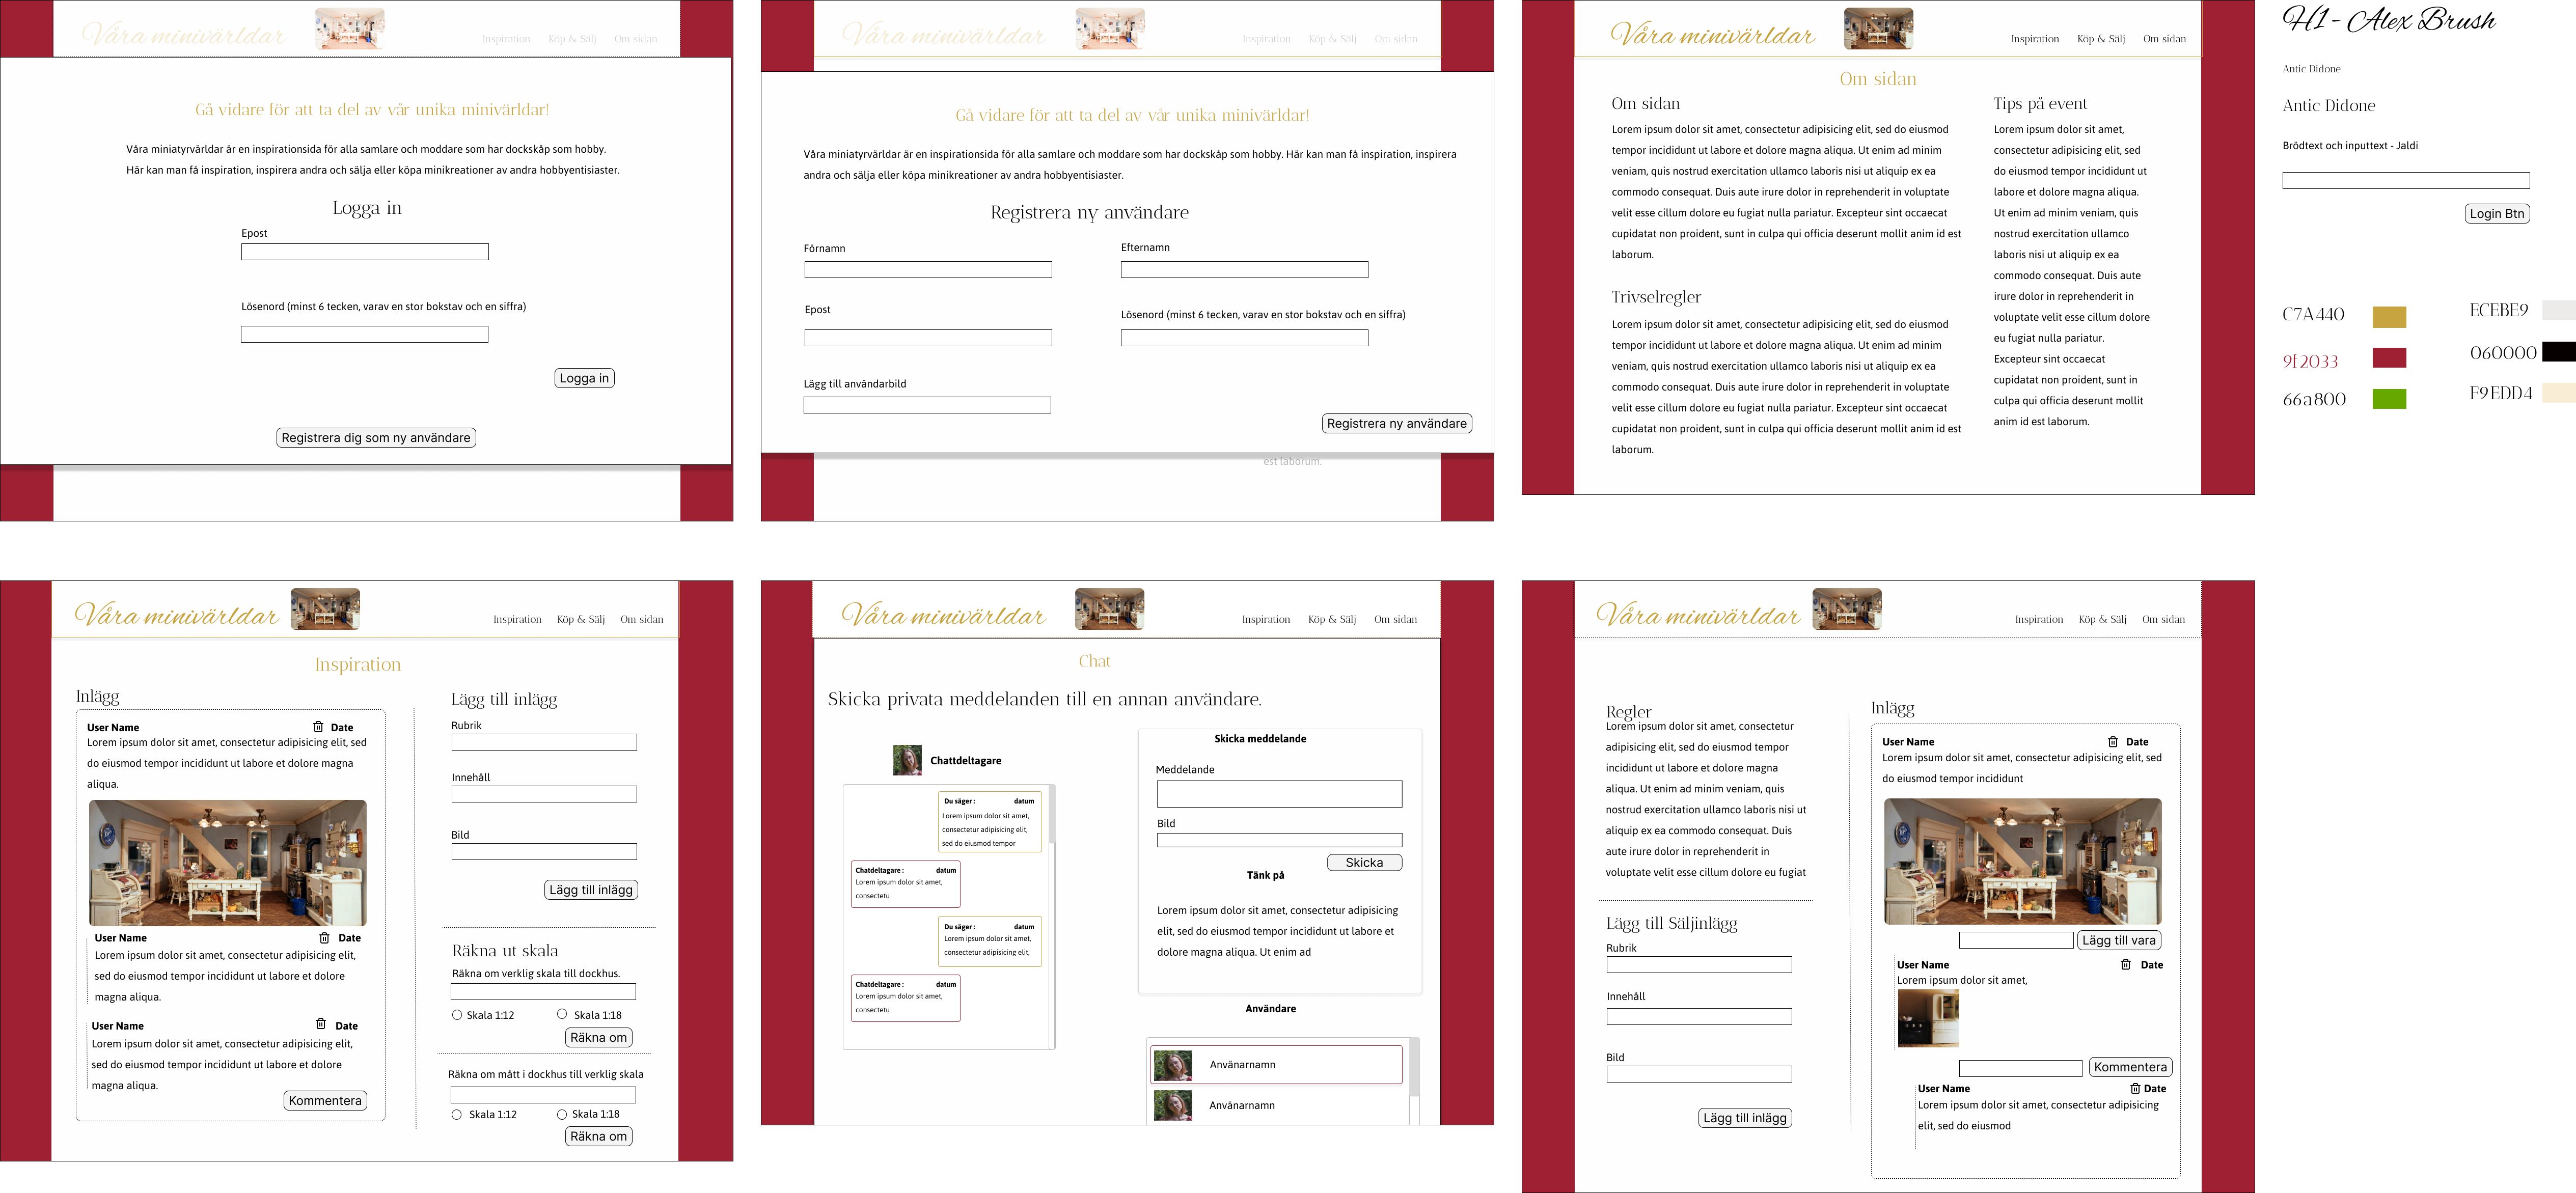 Våra minivärldar
Inspiration Köp & Sälj Om sidan
Gå vidare för att ta del av vår unika minivärldar!
Våra miniatyrvärldar är en inspirationsida för alla samlare och moddare som har dockskåp som hobby.
Här kan man få inspiration, inspirera andra och sälja eller köpa minikreationer av andra hobbyentisiaster.
Logga in
Epost
Lösenord (minst 6 tecken, varav en stor bokstav och en siffra)
Logga in
Registrera dig som ny användare
Våra minivärldar
Inspiration Köp & Sälj Om sidan
Gå vidare för att ta del av vår unika minivärldar!
Våra miniatyrvärldar är en inspirationsida för alla samlare och moddare som har dockskåp som hobby. Här kan man få inspiration, inspirera
andra och sälja eller köpa minikreationer av andra hobbyentisiaster.
Registrera ny användare
Förnamn
Efternamn
Epost
Lösenord (minst 6 tecken, varav en stor bokstav och en siffra)
Lägg till användarbild
Registrera ny användare
est laborum.
Våra minivärldar
Inspiration Köp & Sälj Om sidan
Om sidan
Om sidan
Lorem ipsum dolor sit amet, consectetur adipisicing elit, sed do eiusmod
tempor incididunt ut labore et dolore magna aliqua. Ut enim ad minim
veniam, quis nostrud exercitation ullamco laboris nisi ut aliquip ex ea
commodo consequat. Duis aute irure dolor in reprehenderit in voluptate
velit esse cillum dolore eu fugiat nulla pariatur. Excepteur sint occaecat
cupidatat non proident, sunt in culpa qui officia deserunt mollit anim id est
laborum.
Trivselregler
Lorem ipsum dolor sit amet, consectetur adipisicing elit, sed do eiusmod
tempor incididunt ut labore et dolore magna aliqua. Ut enim ad minim
veniam, quis nostrud exercitation ullamco laboris nisi ut aliquip ex ea
commodo consequat. Duis aute irure dolor in reprehenderit in voluptate
velit esse cillum dolore eu fugiat nulla pariatur. Excepteur sint occaecat
cupidatat non proident, sunt in culpa qui officia deserunt mollit anim id est
laborum.
Tips på event
Lorem ipsum dolor sit amet,
consectetur adipisicing elit, sed
do eiusmod tempor incididunt ut
labore et dolore magna aliqua.
Ut enim ad minim veniam, quis
nostrud exercitation ullamco
laboris nisi ut aliquip ex ea
commodo consequat. Duis aute
irure dolor in reprehenderit in
voluptate velit esse cillum dolore
eu fugiat nulla pariatur.
Excepteur sint occaecat
cupidatat non proident, sunt in
culpa qui officia deserunt mollit
anim id est laborum.
H1 - Alex Brush
Antic Didone
Antic Didone
Brödtext och inputtext - Jaldi
Login Btn
C7A440
ECEBE9
9f2033
060000
66a800
F9EDD4
Våra minivärldar
Inspiration Köp & Sälj Om sidan
Inspiration
Inlägg
User Name Date
Lorem ipsum dolor sit amet, consectetur adipisicing elit, sed
do eiusmod tempor incididunt ut labore et dolore magna
aliqua.
User Name Date
Lorem ipsum dolor sit amet, consectetur adipisicing elit,
sed do eiusmod tempor incididunt ut labore et dolore
magna aliqua.
User Name Date
Lorem ipsum dolor sit amet, consectetur adipisicing elit,
sed do eiusmod tempor incididunt ut labore et dolore
magna aliqua.
Kommentera
Lägg till inlägg
Rubrik
Innehåll
Bild
Lägg till inlägg
Räkna ut skala
Räkna om verklig skala till dockhus.
Skala 1:12 Skala 1:18
Räkna om
Räkna om mått i dockhus till verklig skala
Skala 1:12 Skala 1:18
Räkna om
Våra minivärldar
Inspiration Köp & Sälj Om sidan
Chat
Skicka privata meddelanden till en annan användare.
Chattdeltagare
Du säger : datum
Lorem ipsum dolor sit amet,
consectetur adipisicing elit,
sed do eiusmod tempor
Chatdeltagare : datum
Lorem ipsum dolor sit amet,
consectetu
Du säger : datum
Lorem ipsum dolor sit amet,
consectetur adipisicing elit,
Chatdeltagare : datum
Lorem ipsum dolor sit amet,
consectetu
Skicka meddelande
Meddelande
Bild
Skicka
Tänk på
Lorem ipsum dolor sit amet, consectetur adipisicing
elit, sed do eiusmod tempor incididunt ut labore et
dolore magna aliqua. Ut enim ad
Användare
Använarnamn
Använarnamn
Våra minivärldar
Inspiration Köp & Sälj Om sidan
Regler
Lorem ipsum dolor sit amet, consectetur
adipisicing elit, sed do eiusmod tempor
incididunt ut labore et dolore magna
aliqua. Ut enim ad minim veniam, quis
nostrud exercitation ullamco laboris nisi ut
aliquip ex ea commodo consequat. Duis
aute irure dolor in reprehenderit in
voluptate velit esse cillum dolore eu fugiat
Lägg till Säljinlägg
Rubrik
Innehåll
Bild
Lägg till inlägg
Inlägg
User Name Date
Lorem ipsum dolor sit amet, consectetur adipisicing elit, sed
do eiusmod tempor incididunt
Lägg till vara
User Name Date
Lorem ipsum dolor sit amet,
Kommentera
User Name Date
Lorem ipsum dolor sit amet, consectetur adipisicing
elit, sed do eiusmod